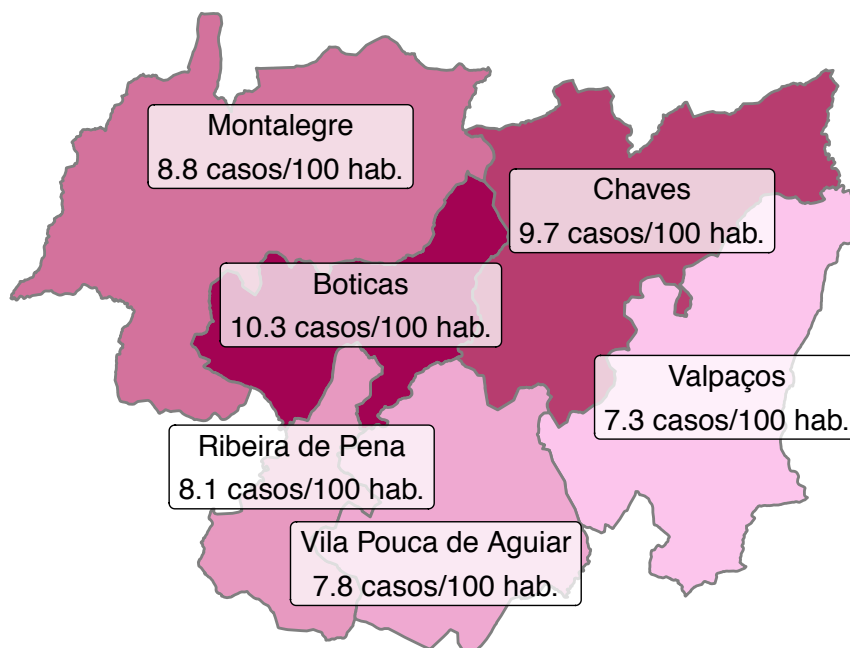 Montalegre
8.8 casos/100 hab.
Chaves
9.7 casos/100 hab.
Boticas
10.3 casos/100 hab.
Valpaços
7.3 casos/100 hab.
Ribeira de Pena
8.1 casos/100 hab.
Vila Pouca de Aguiar
7.8 casos/100 hab.